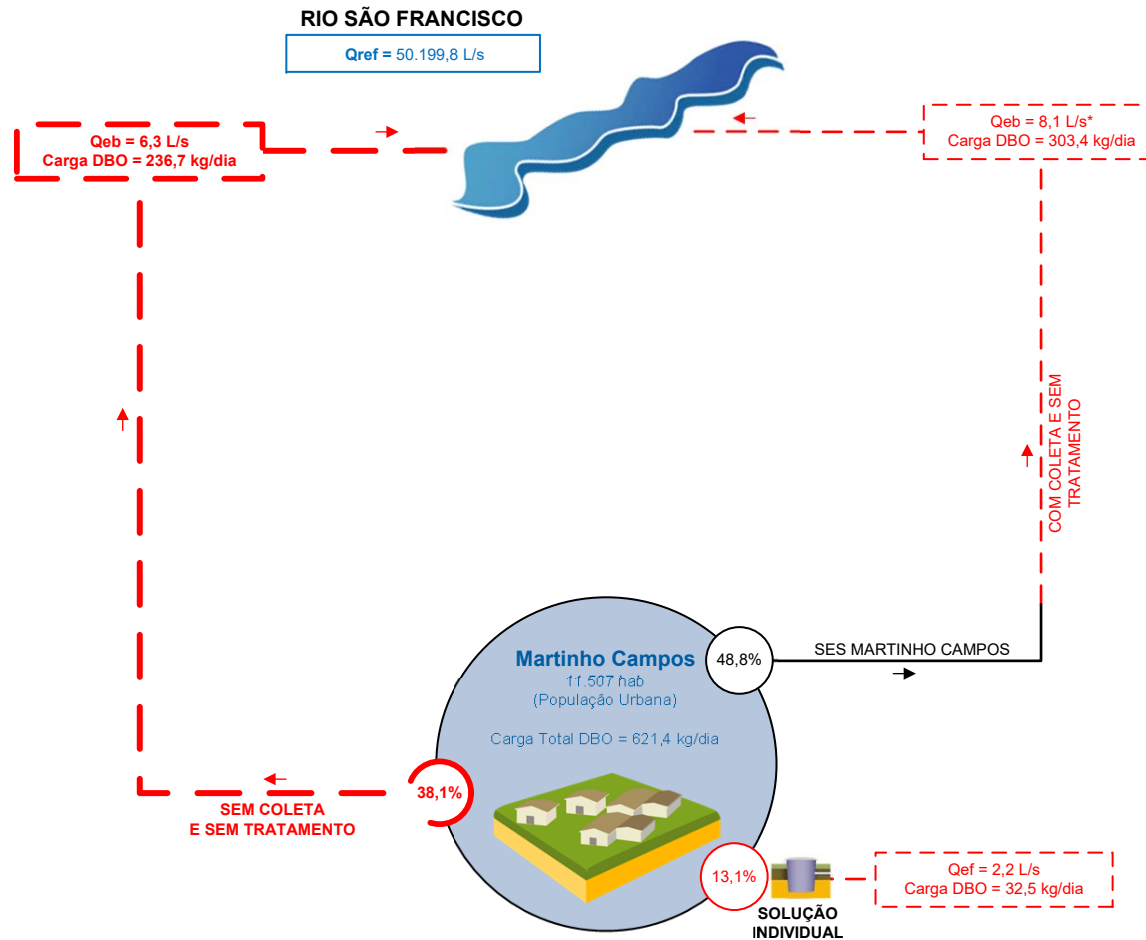 RIO SÃO FRANCISCO
Qref = 50.199,8 L/s
Qeb = 6,3 L/s
Carga DBO = 236,7 kg/dia
Qeb = 8,1 L/s*
Carga DBO = 303,4 kg/dia
COM COLETA E SEM
TRATAMENTO
Martinho Campos
11.507 hab
(População Urbana)
Carga Total DBO = 621,4 kg/dia
48,8%
SES MARTINHO CAMPOS
38,1%
SEM COLETA
E SEM TRATAMENTO
13,1%
SOLUÇÃO
INDIVIDUAL
Qef = 2,2 L/s
Carga DBO = 32,5 kg/dia